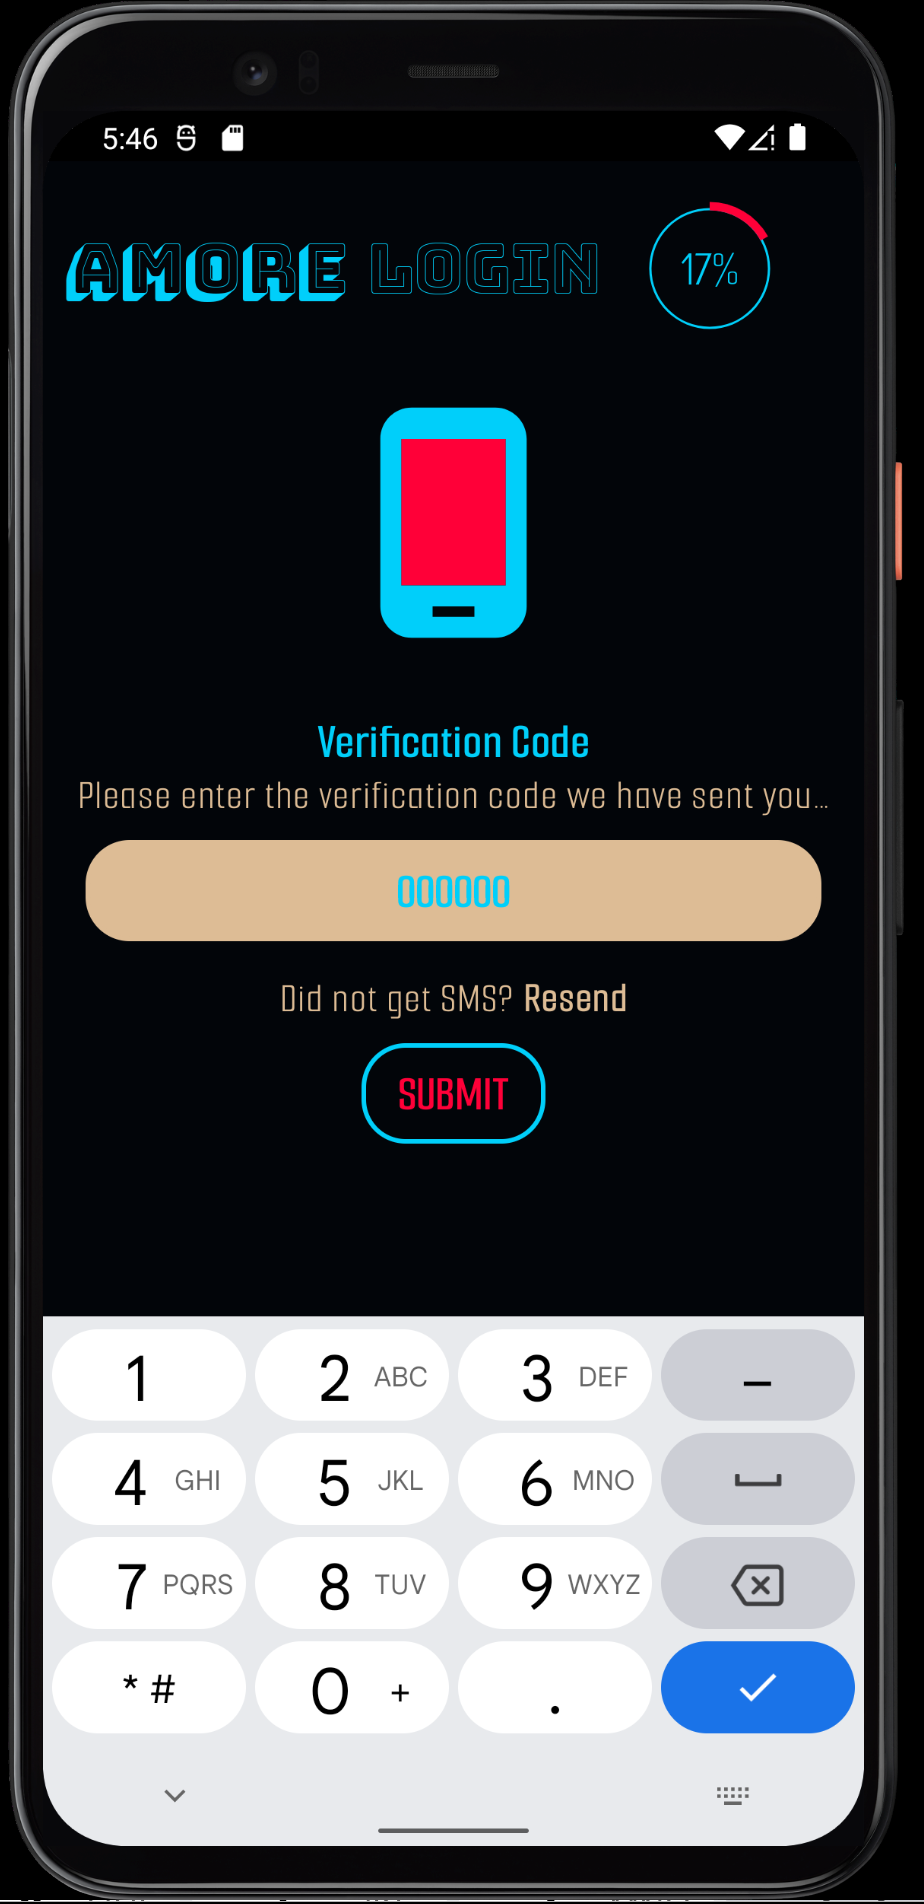 5:46
AMORE LOGIN
17%
Verification Code
Please enter the verification code we have sent you...
000000
Did not get SMS? Resend
SUBMIT
1 2 ABC 3 DEF –
4 GHI 5 JKL 6 MNO
7 PQRS 8 TUV 9 WXYZ
* # 0 + .